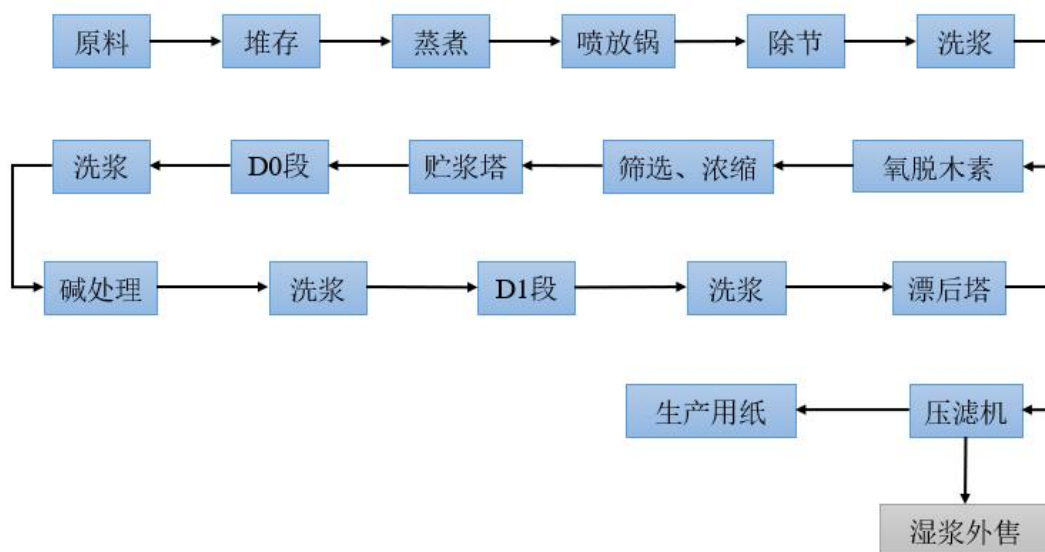 原料 堆存 蒸煮 喷放锅 除节 洗浆
洗浆 D0段 贮浆塔 筛选、浓缩 氧脱木素
碱处理 洗浆 D1段 洗浆 漂后塔
生产用纸 压滤机
湿浆外售